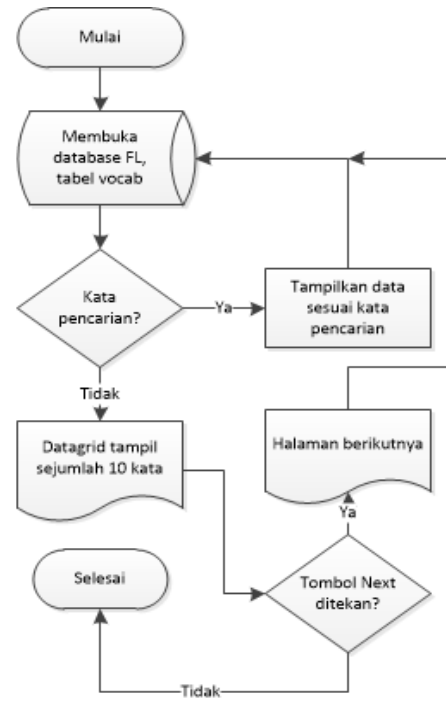 Mulai
Membuka
database FL,
tabel vocab
Kata
pencarian?
Ya
Tampilkan data
sesuai kata
pencarian
Tidak
Datagrid tampil
sejumlah 10 kata
Halaman berikutnya
Ya
Selesai
Tombol Next
ditekan?
Tidak